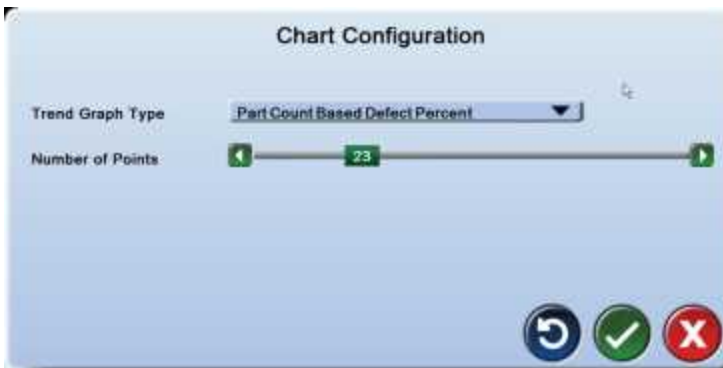 Chart Configuration
Trend Graph Type
Part Count Based Defect Percent
Number of Points
23